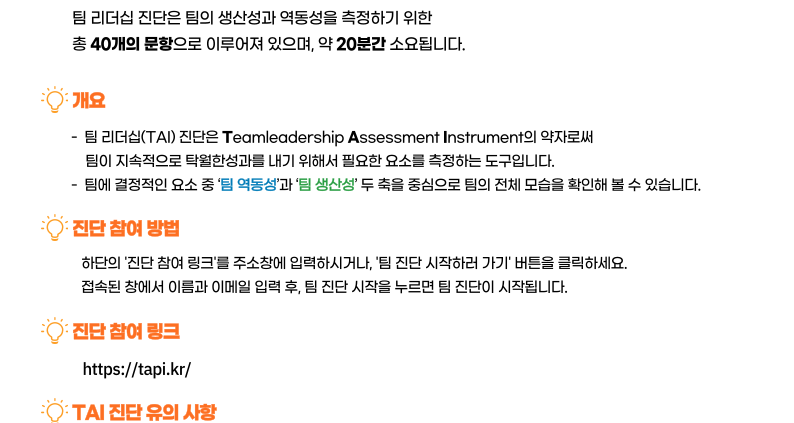 팀 리더십 진단은 팀의 생산성과 역동성을 측정하기 위한
총 40개의 문항으로 이루어져 있으며, 약 20분간 소요됩니다.
개요
- 팀 리더십(TAI) 진단은 Teamleadership Assessment Instrument의 약자로써
팀이 지속적으로 탁월한성과를 내기 위해서 필요한 요소를 측정하는 도구입니다.
- 팀에 결정적인 요소 중 ‘팀 역동성’과 ‘팀 생산성’ 두 축을 중심으로 팀의 전체 모습을 확인해 볼 수 있습니다.
진단 참여 방법
하단의 '진단 참여 링크'를 주소창에 입력하시거나, '팀 진단 시작하러 가기' 버튼을 클릭하세요.
접속된 창에서 이름과 이메일 입력 후, 팀 진단 시작을 누르면 팀 진단이 시작됩니다.
진단 참여 링크
https://tapi.kr/
TAI 진단 유의 사항